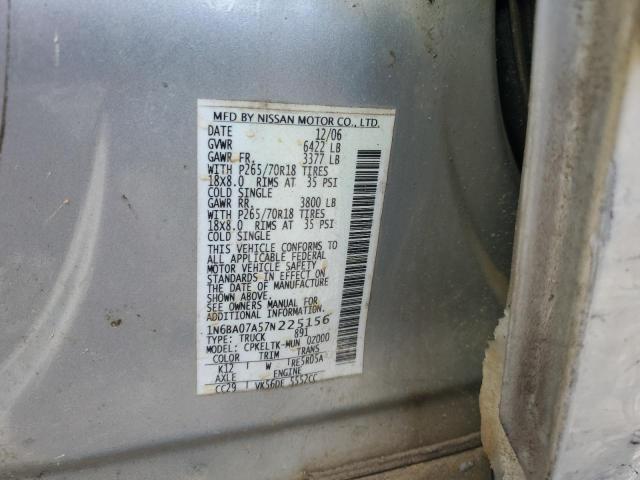 MFD BY NISSAN MOTOR CO., LTD.
DATE 12/06
GVWR 6422 LB
GAWR FR. 3377 LB
WITH P265/70R18 TIRES
18X8.0 RIMS AT 35 PSI
COLD SINGLE
GAWR RR. 3800 LB
WITH P265/70R18 TIRES
18X8.0 RIMS AT 35 PSI
COLD SINGLE
THIS VEHICLE CONFORMS TO
ALL APPLICABLE FEDERAL
MOTOR VEHICLE SAFETY
STANDARDS IN EFFECT ON
THE DATE OF MANUFACTURE
SHOWN ABOVE.
SEE OWNERS MANUAL FOR
ADDITIONAL INFORMATION.
1N6BA07A57N225156
TYPE: TRUCK 891
MODEL: CPKELTK-MUN 02000
COLOR TRIM TRANS
K12 W RE5R05A
AXLE ENGINE
CC29 VK56DE 5552CC